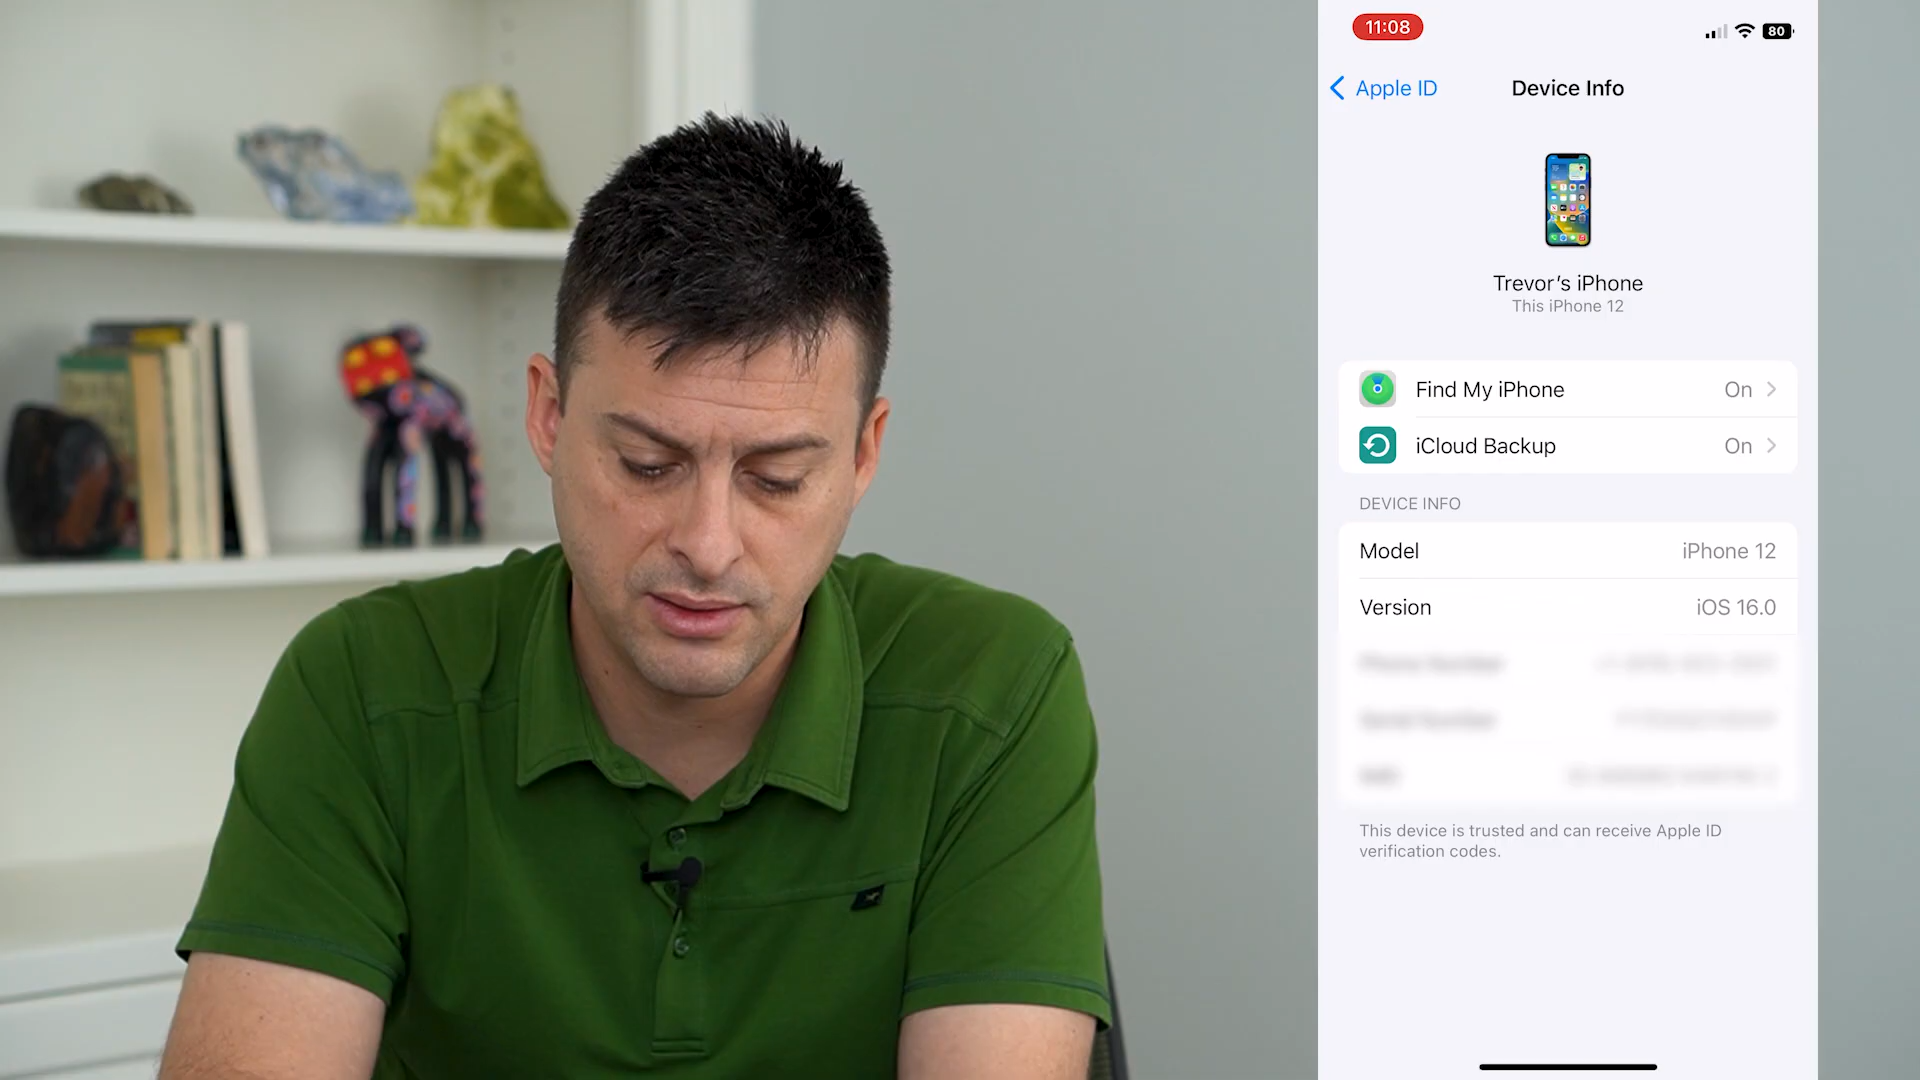 11:08
80
Apple ID
Device Info
Trevor's iPhone
This iPhone 12
Find My iPhone
On
iCloud Backup
On
DEVICE INFO
Model
iPhone 12
Version
iOS 16.0
This device is trusted and can receive Apple ID
verification codes.